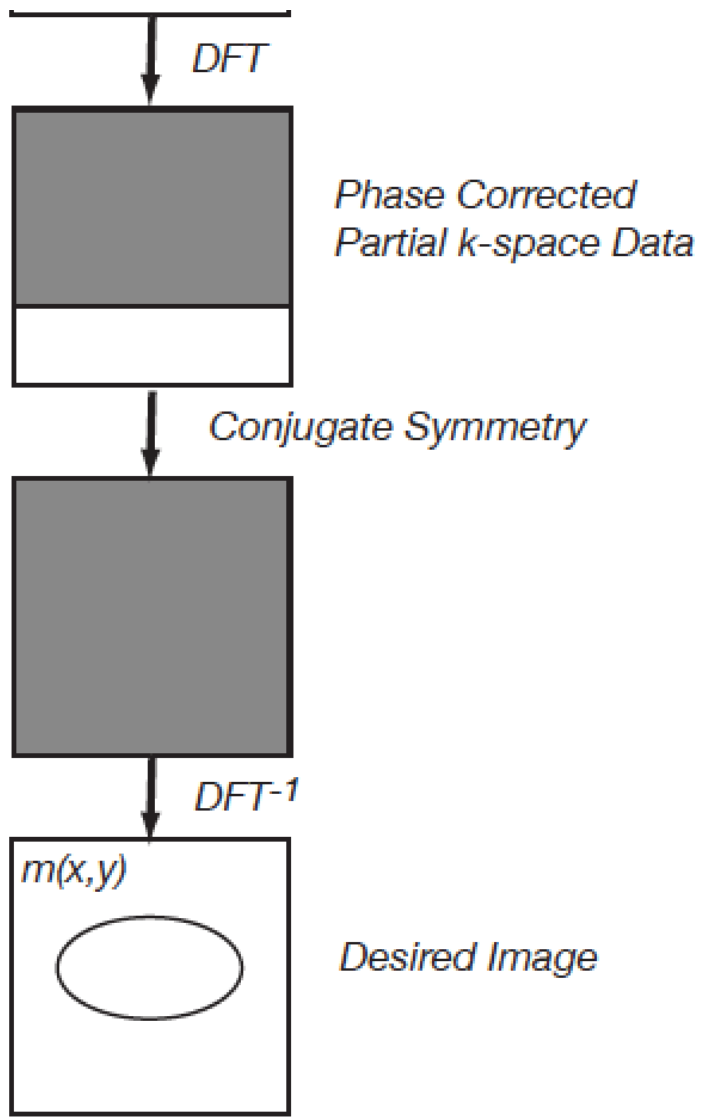 DFT
Phase Corrected
Partial k-space Data
Conjugate Symmetry
DFT-1
m(x,y)
Desired Image